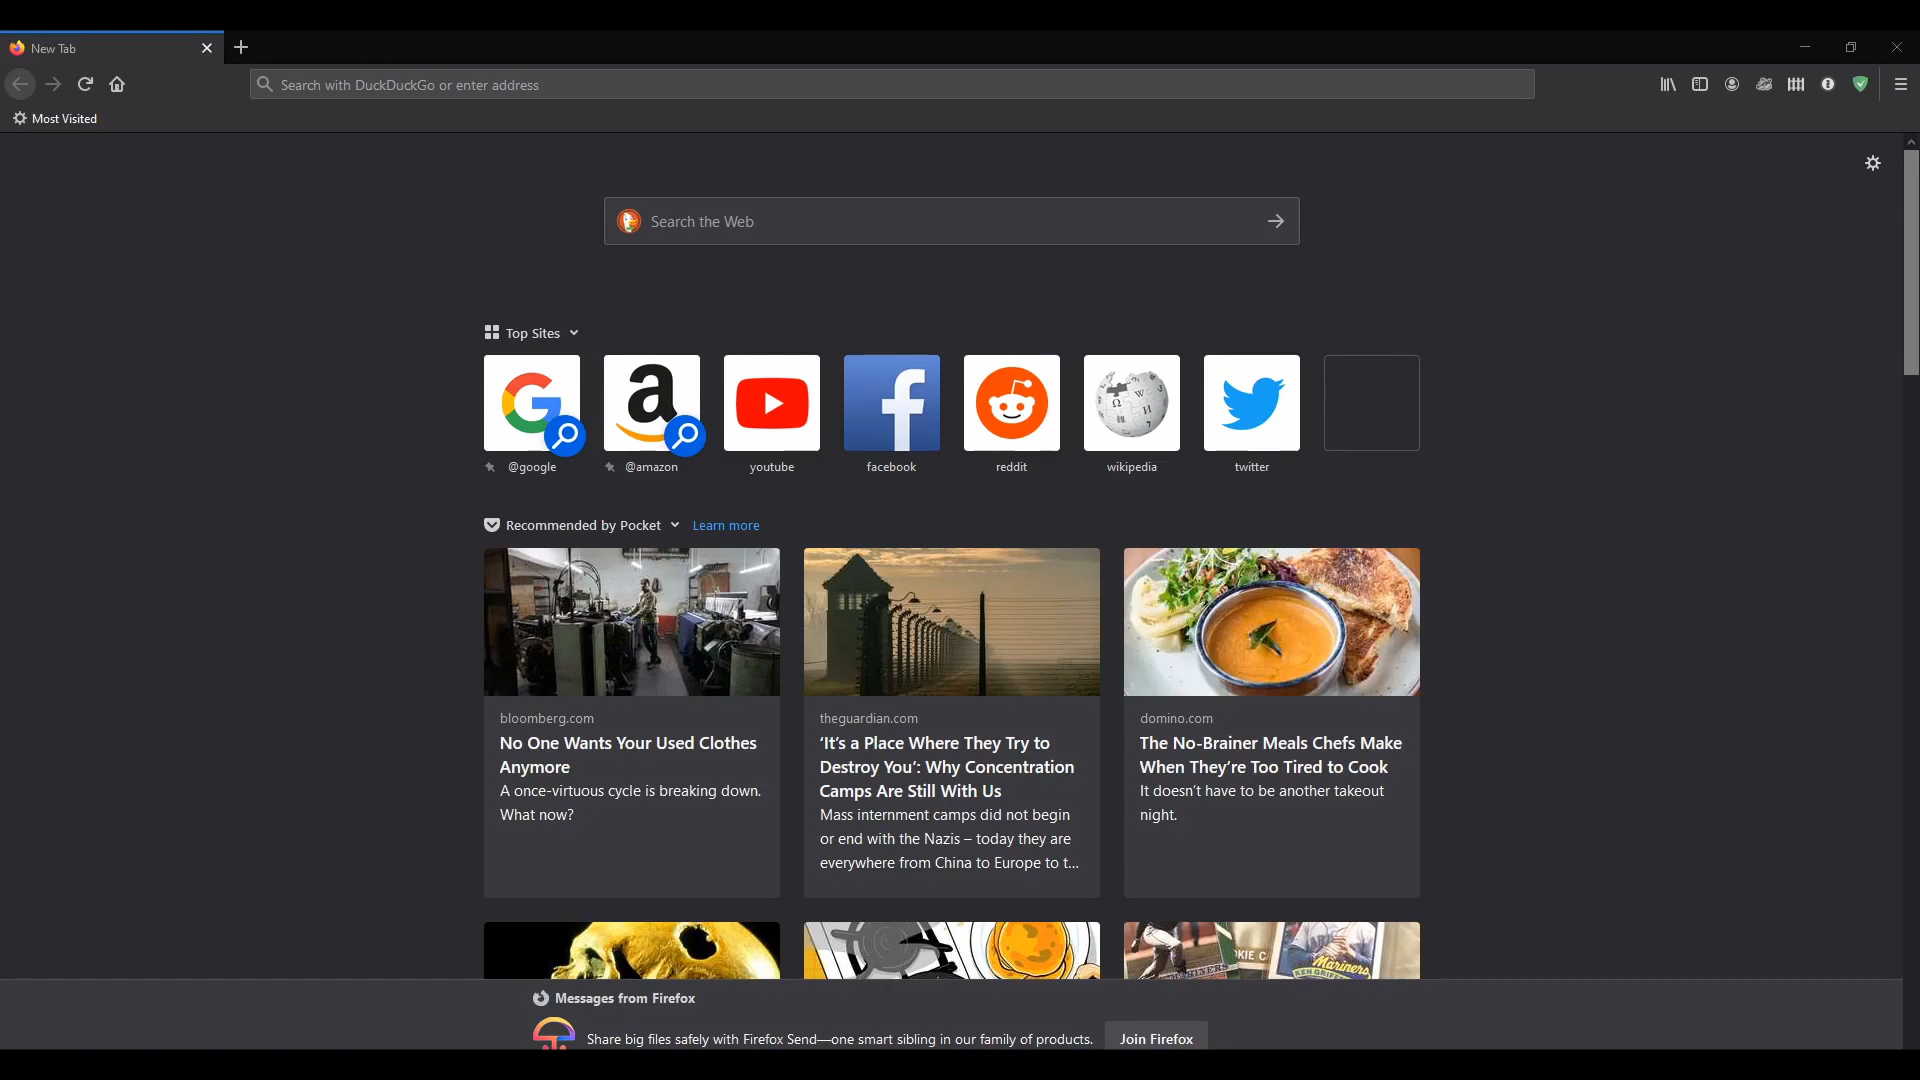 New Tab
Search with DuckDuckGo or enter address
Most Visited
Search the Web
Top Sites
@google
@amazon
youtube
facebook
reddit
wikipedia
twitter
Recommended by Pocket
Learn more
bloomberg.com
No One Wants Your Used Clothes
Anymore
A once-virtuous cycle is breaking down.
What now?
theguardian.com
‘It’s a Place Where They Try to
Destroy You’: Why Concentration
Camps Are Still With Us
Mass internment camps did not begin
or end with the Nazis – today they are
everywhere from China to Europe to t...
domino.com
The No-Brainer Meals Chefs Make
When They’re Too Tired to Cook
It doesn’t have to be another takeout
night.
Mariners
Messages from Firefox
Share big files safely with Firefox Send—one smart sibling in our family of products.
Join Firefox